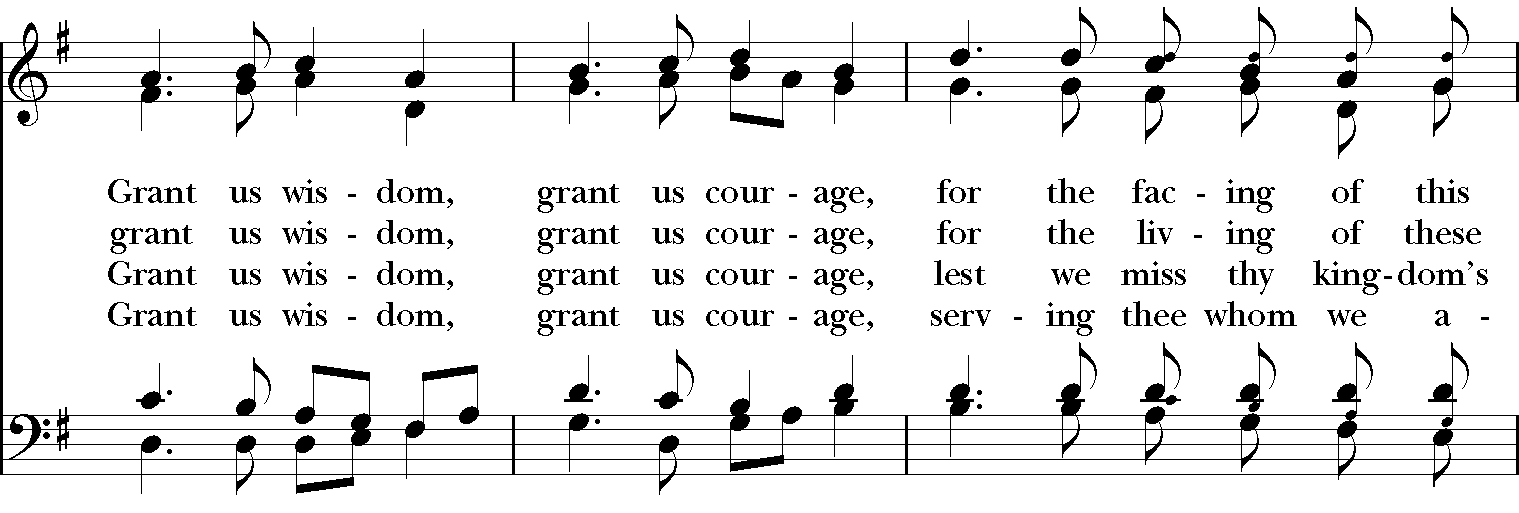 Grant us wis - dom, grant us cour - age, for the fac - ing of this
grant us wis - dom, grant us cour - age, for the liv - ing of these
Grant us wis - dom, grant us cour - age, lest we miss thy king-dom's
Grant us wis - dom, grant us cour - age, serv - ing thee whom we a -